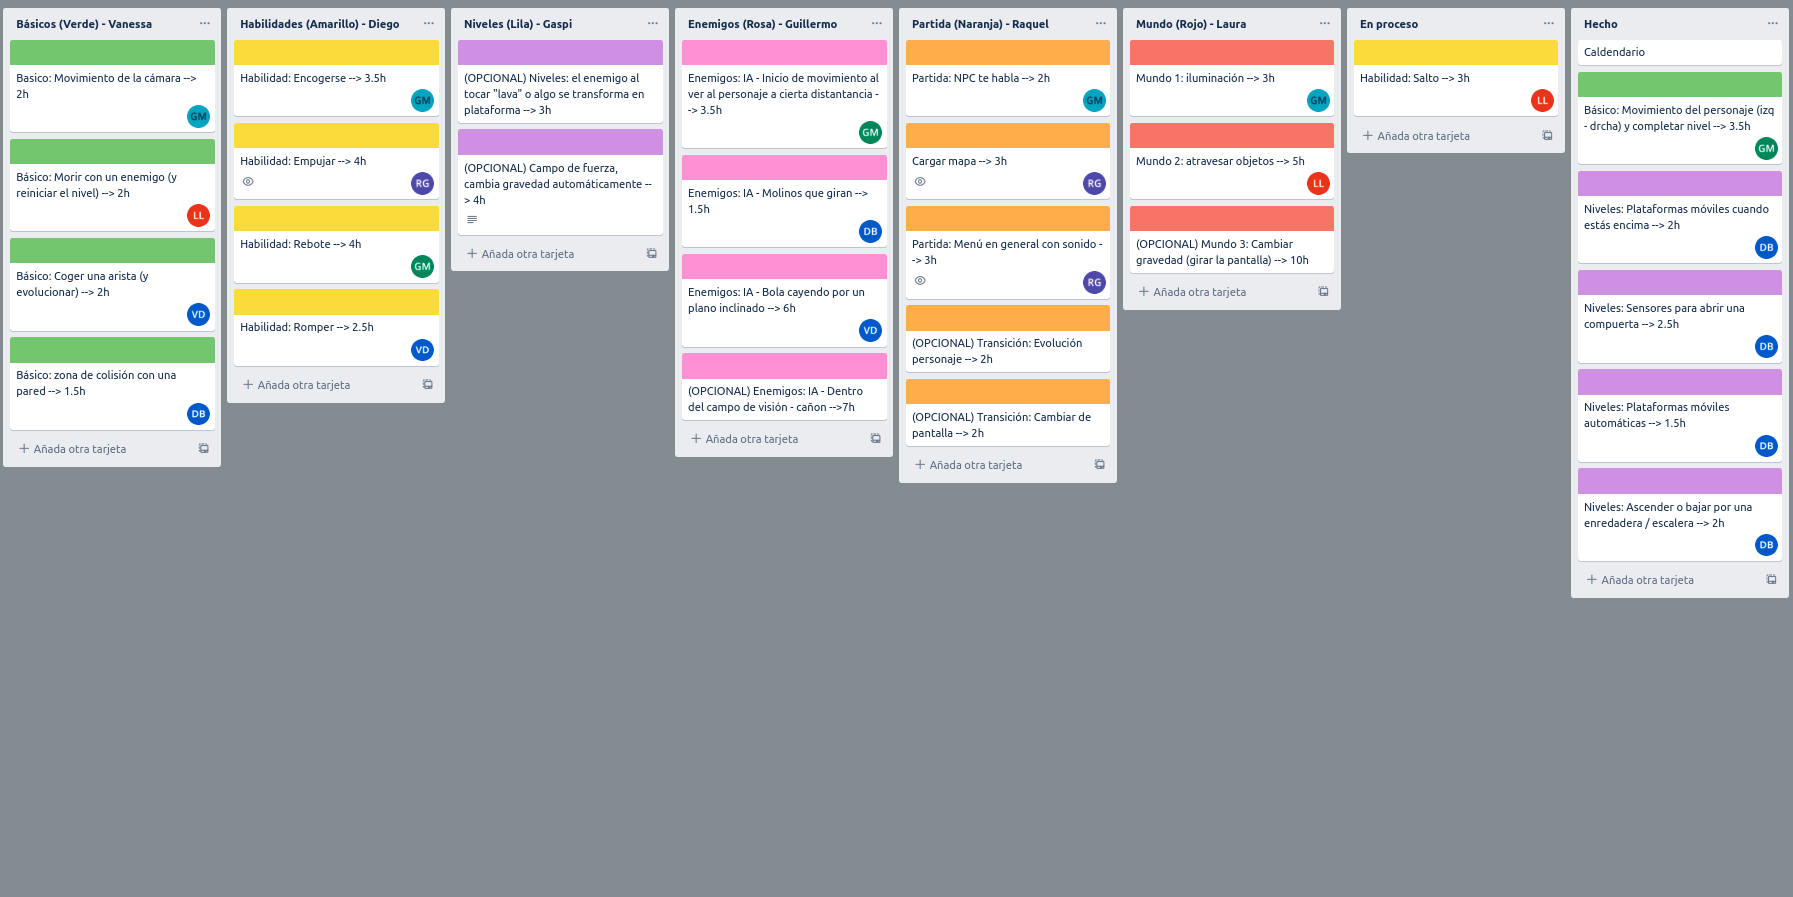 Básicos (Verde) - Vanessa
Basico: Movimiento de la cámara -->
2h
GM
Básico: Morir con un enemigo (y
reiniciar el nivel) --> 2h
LL
Básico: Coger una arista (y
evolucionar) --> 2h
VD
Básico: zona de colisión con una
pared --> 1.5h
DB
Añada otra tarjeta
Habilidades (Amarillo) - Diego
Habilidad: Encogerse --> 3.5h
GM
Habilidad: Empujar --> 4h
RG
Habilidad: Rebote --> 4h
GM
Habilidad: Romper --> 2.5h
VD
Añada otra tarjeta
Niveles (Lila) - Gaspi
(OPCIONAL) Niveles: el enemigo al
tocar "lava" o algo se transforma en
plataforma --> 3h
(OPCIONAL) Campo de fuerza,
cambia gravedad automáticamente --
> 4h
Añada otra tarjeta
Enemigos (Rosa) - Guillermo
Enemigos: IA - Inicio de movimiento al
ver al personaje a cierta distantancia -
-> 3.5h
GM
Enemigos: IA - Molinos que giran -->
1.5h
DB
Enemigos: IA - Bola cayendo por un
plano inclinado --> 6h
VD
(OPCIONAL) Enemigos: IA - Dentro
del campo de visión - cañon -->7h
Añada otra tarjeta
Partida (Naranja) - Raquel
Partida: NPC te habla --> 2h
GM
Cargar mapa --> 3h
RG
Partida: Menú en general con sonido -
-> 3h
RG
(OPCIONAL) Transición: Evolución
personaje --> 2h
(OPCIONAL) Transición: Cambiar de
pantalla --> 2h
Añada otra tarjeta
Mundo (Rojo) - Laura
Mundo 1: iluminación --> 3h
GM
Mundo 2: atravesar objetos --> 5h
LL
(OPCIONAL) Mundo 3: Cambiar
gravedad (girar la pantalla) --> 10h
Añada otra tarjeta
En proceso
Habilidad: Salto --> 3h
LL
Añada otra tarjeta
Hecho
Caldendario
Básico: Movimiento del personaje (izq
- drcha) y completar nivel --> 3.5h
GM
Niveles: Plataformas móviles cuando
estás encima --> 2h
DB
Niveles: Sensores para abrir una
compuerta --> 2.5h
DB
Niveles: Plataformas móviles
automáticas --> 1.5h
DB
Niveles: Ascender o bajar por una
enredadera / escalera --> 2h
DB
Añada otra tarjeta